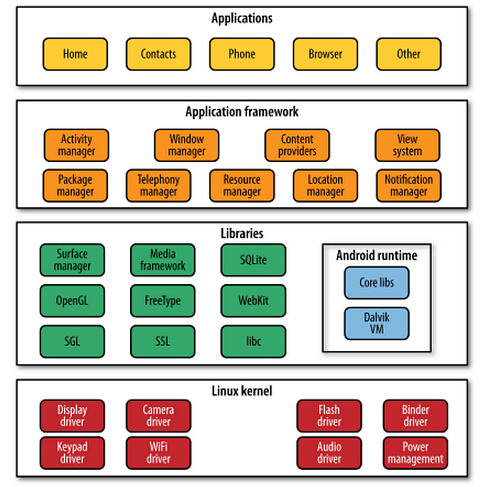 Applications
Home
Contacts
Phone
Browser
Other
Application framework
Activity
manager
Window
manager
Content
providers
View
system
Package
manager
Telephony
manager
Resource
manager
Location
manager
Notification
manager
Libraries
Surface
manager
Media
framework
SQLite
OpenGL
FreeType
WebKit
SGL
SSL
libc
Android runtime
Core libs
Dalvik
VM
Linux kernel
Display
driver
Camera
driver
Flash
driver
Binder
driver
Keypad
driver
WiFi
driver
Audio
driver
Power
management